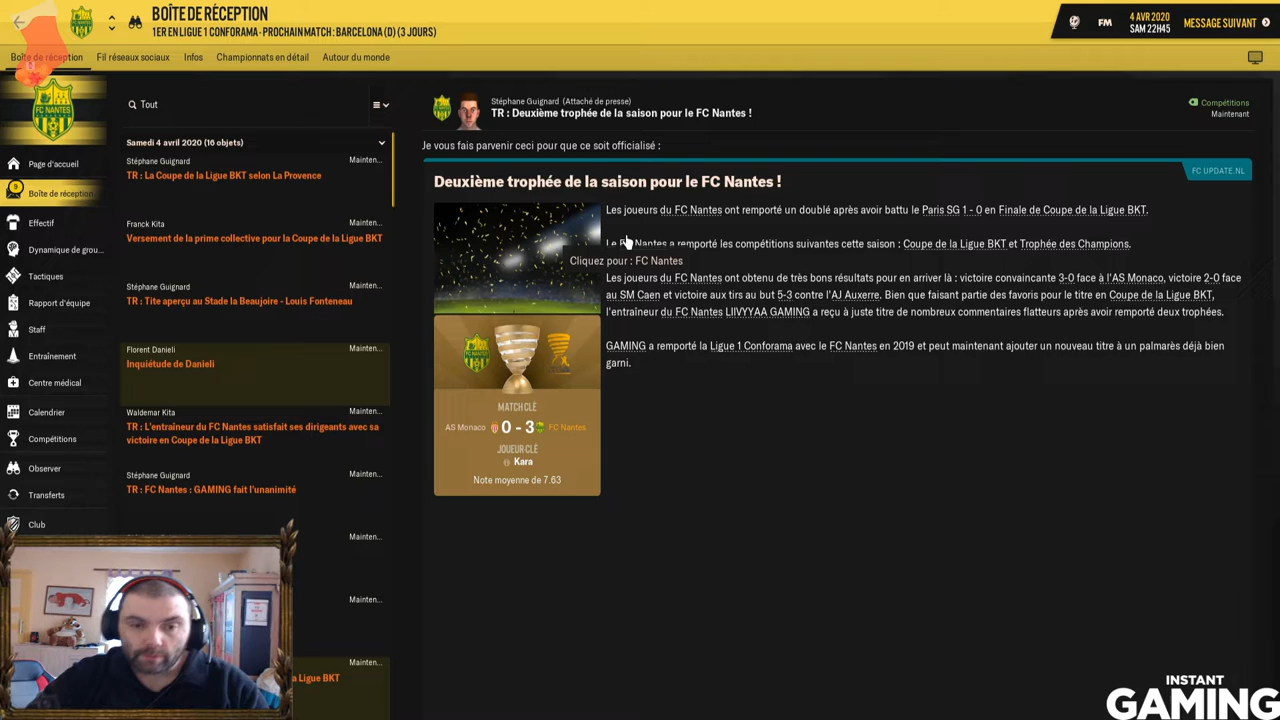 BOÎTE DE RÉCEPTION
1ER EN LIGUE 1 CONFORAMA - PROCHAIN MATCH : BARCELONA (D) (3 JOURS)
FM
4 AVR 2020
SAM 22H45
MESSAGE SUIVANT
Boîte de réception
Fil réseaux sociaux
Infos
Championnats en détail
Autour du monde
FC NANTES
Page d'accueil
9
Boîte de réception
Effectif
Dynamique de grou...
Tactiques
Rapport d'équipe
Staff
Entraînement
Centre médical
Calendrier
Compétitions
Observer
Transferts
Club
Tout
Samedi 4 avril 2020 (16 objets)
Stéphane Guignard
Mainten...
TR : La Coupe de la Ligue BKT selon La Provence
Franck Kita
Mainten...
Versement de la prime collective pour la Coupe de la Ligue BKT
Stéphane Guignard
Mainten...
TR : Tite aperçu au Stade la Beaujoire - Louis Fonteneau
Florent Danieli
Mainten...
Inquiétude de Danieli
Waldemar Kita
Mainten...
TR : L'entraîneur du FC Nantes satisfait ses dirigeants avec sa
victoire en Coupe de la Ligue BKT
Stéphane Guignard
Mainten...
TR : FC Nantes : GAMING fait l'unanimité
Mainten...
Mainten...
Mainten...
a Ligue BKT
Stéphane Guignard (Attaché de presse)
TR : Deuxième trophée de la saison pour le FC Nantes !
Compétitions
Maintenant
Je vous fais parvenir ceci pour que ce soit officialisé :
FC UPDATE.NL
Deuxième trophée de la saison pour le FC Nantes !
Les joueurs du FC Nantes ont remporté un doublé après avoir battu le Paris SG 1 - 0 en Finale de Coupe de la Ligue BKT.
Le FC Nantes a remporté les compétitions suivantes cette saison : Coupe de la Ligue BKT et Trophée des Champions.
Cliquez pour : FC Nantes
Les joueurs du FC Nantes ont obtenu de très bons résultats pour en arriver là : victoire convaincante 3-0 face à l'AS Monaco, victoire 2-0 face
au SM Caen et victoire aux tirs au but 5-3 contre l'AJ Auxerre. Bien que faisant partie des favoris pour le titre en Coupe de la Ligue BKT,
l'entraîneur du FC Nantes LIIVYYAA GAMING a reçu à juste titre de nombreux commentaires flatteurs après avoir remporté deux trophées.
GAMING a remporté la Ligue 1 Conforama avec le FC Nantes en 2019 et peut maintenant ajouter un nouveau titre à un palmarès déjà bien
garni.
MATCH CLÉ
AS Monaco 0 - 3 FC Nantes
JOUEUR-CLÉ
Kara
Note moyenne de 7.63
INSTANT
GAMING